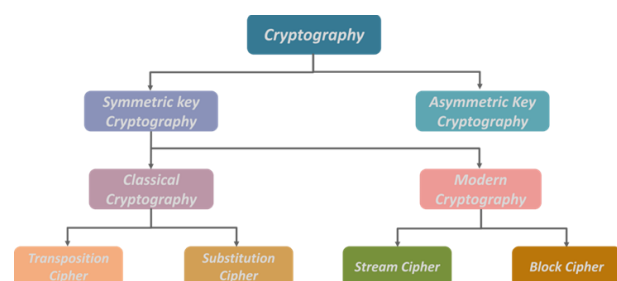 Cryptography
Symmetric key
Cryptography
Asymmetric Key
Cryptography
Classical
Cryptography
Modern
Cryptography
Transposition
Cipher
Substitution
Cipher
Stream Cipher
Block Cipher